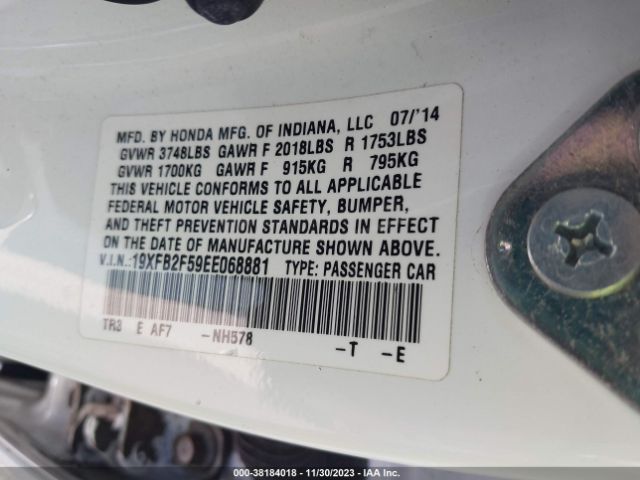 MFD. BY HONDA MFG. OF INDIANA, LLC 07/'14
GVWR 3748LBS GAWR F 2018LBS R 1753LBS
GVWR 1700KG GAWR F 915KG R 795KG
THIS VEHICLE CONFORMS TO ALL APPLICABLE
FEDERAL MOTOR VEHICLE SAFETY, BUMPER,
AND THEFT PREVENTION STANDARDS IN EFFECT
ON THE DATE OF MANUFACTURE SHOWN ABOVE.
V.I.N.:19XFB2F59EE068881 TYPE: PASSENGER CAR
TR3 E AF7 -NH578 -T -E
000-38184018 - 11/30/2023 - IAA Inc.